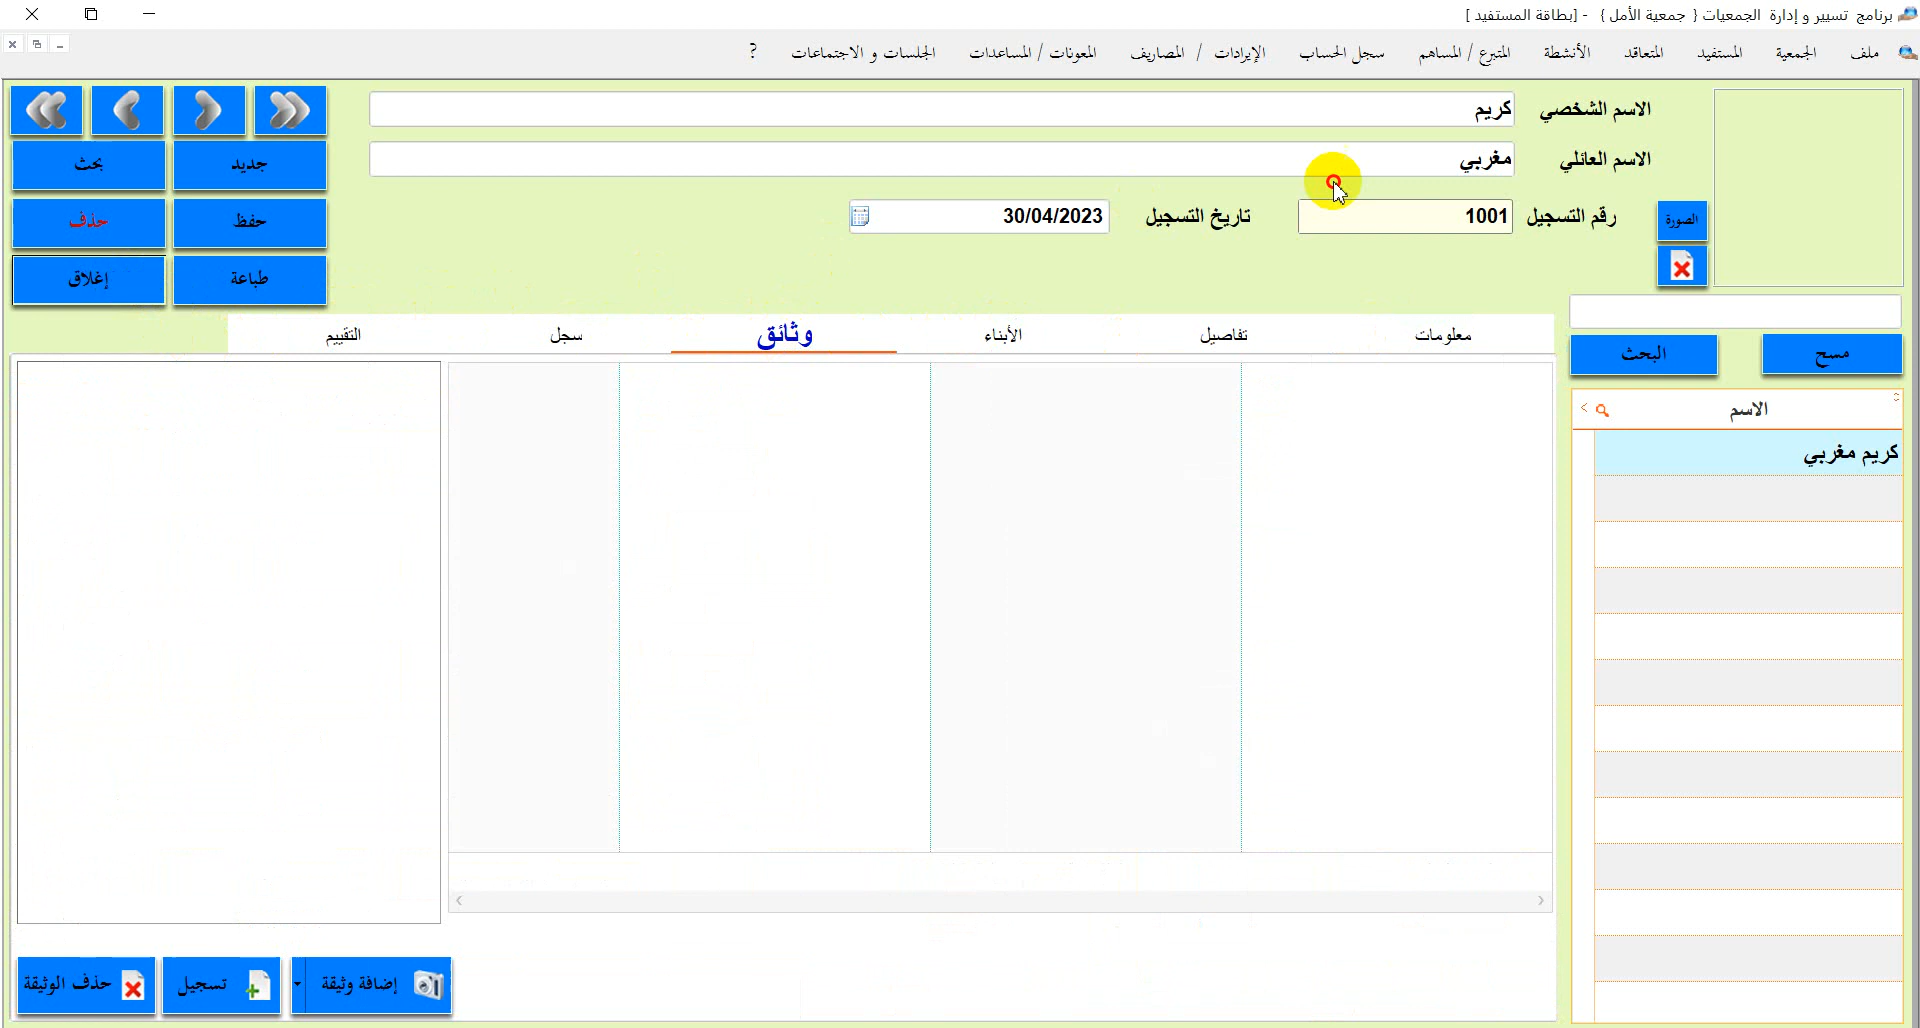 برنامج تسيير و إدارة الجمعيات { جمعية الأمل } - [بطاقة المستفيد]
ملف الجمعية المستفيد المتعاقد الأنشطة المتبرع / المساهم سجل الحساب الإيرادات / المصاريف المعونات / المساعدات الجلسات و الاجتماعات ?
الاسم الشخصي كريم
الاسم العائلي مغربي
جديد بحث
رقم التسجيل 1001 تاريخ التسجيل 30/04/2023
الصورة
حفظ حذف
طباعة إغلاق
معلومات تفاصيل الأبناء وثائق سجل التقييم
مسح البحث
الاسم
كريم مغربي
إضافة وثيقة تسجيل حذف الوثيقة